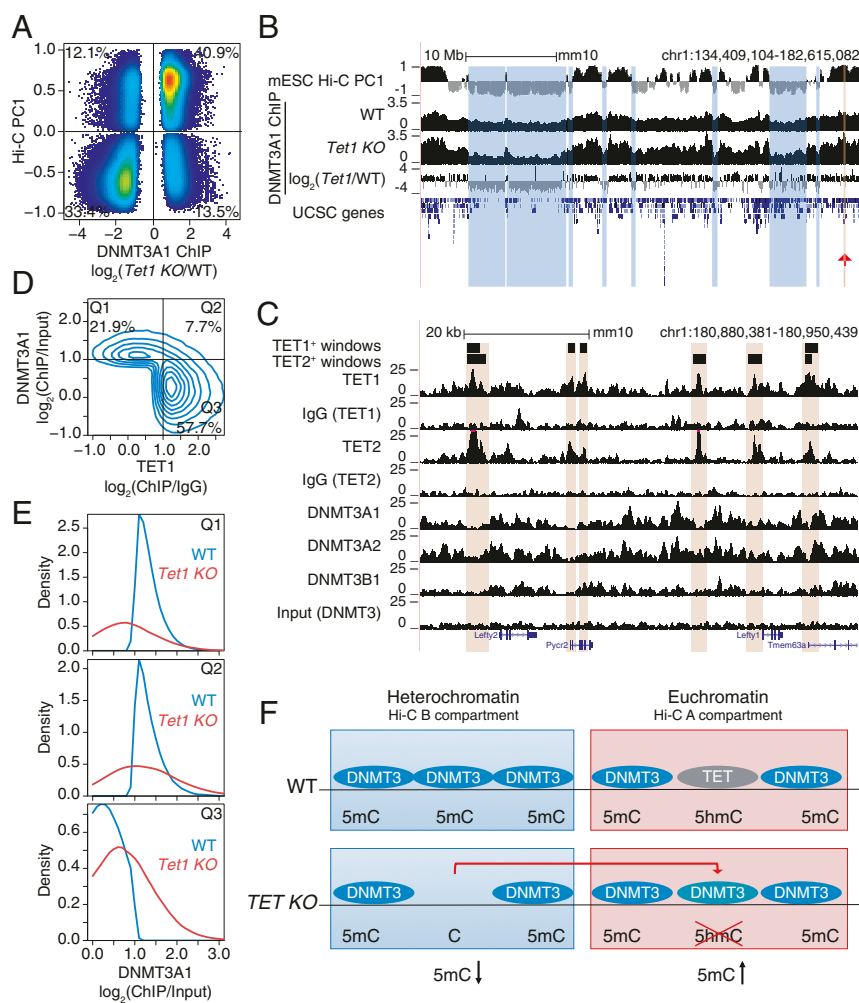 A
12.1%
40.9%
33.4%
13.5%
Hi-C PC1
1.0
0.5
0.0
−0.5
−1.0
−4
−2
0
2
4
DNMT3A1 ChIP
log2(Tet1 KO/WT)
B
10 Mb
mm10
chr1:134,409,104-182,615,082
mESC Hi-C PC1
1
-1
DNMT3A1 ChIP
WT
3.5
0
Tet1 KO
3.5
0
log2(Tet1/WT)
4
−4
UCSC genes
D
Q1
21.9%
Q2
7.7%
Q3
57.7%
DNMT3A1
log2(ChIP/Input)
2.0
1.0
0.0
−1.0
−1.0
0.0
1.0
2.0
TET1
log2(ChIP/IgG)
C
20 kb
mm10
chr1:180,880,381-180,950,439
TET1+ windows
TET2+ windows
TET1
25
0
IgG (TET1)
25
0
TET2
25
0
IgG (TET2)
25
0
DNMT3A1
25
0
DNMT3A2
25
0
DNMT3B1
25
0
Input (DNMT3)
25
0
Lefty2
Pycr2
Lefty1
Tmem63a
E
Q1
WT
Tet1 KO
Density
2.5
2.0
1.5
1.0
0.5
0.0
Q2
WT
Tet1 KO
Density
2.0
1.5
1.0
0.5
0.0
Q3
WT
Tet1 KO
Density
0.6
0.4
0.2
0.0
0.0
1.0
2.0
3.0
DNMT3A1
log2(ChIP/Input)
F
Heterochromatin
Hi-C B compartment
Euchromatin
Hi-C A compartment
WT
DNMT3 DNMT3 DNMT3 DNMT3 TET DNMT3
5mC 5mC 5mC 5mC 5hmC 5mC
TET KO
DNMT3 DNMT3 DNMT3 DNMT3 DNMT3
5mC C 5mC 5mC 5hmC 5mC
5mC
5mC